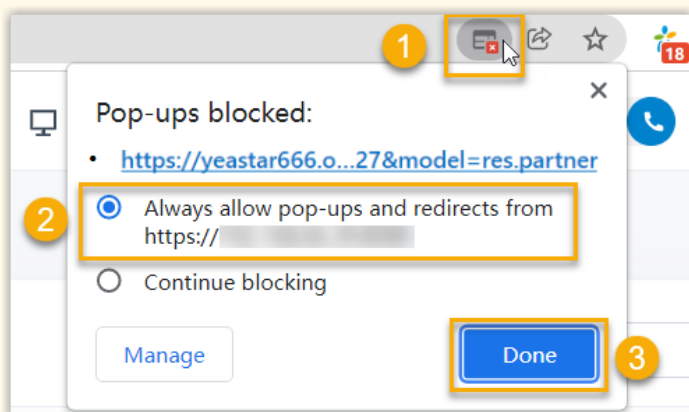 1
18
Pop-ups blocked:
• https://yeastar666.o...27&model=res.partner
2
Always allow pop-ups and redirects from
https://
Continue blocking
Manage
Done
3